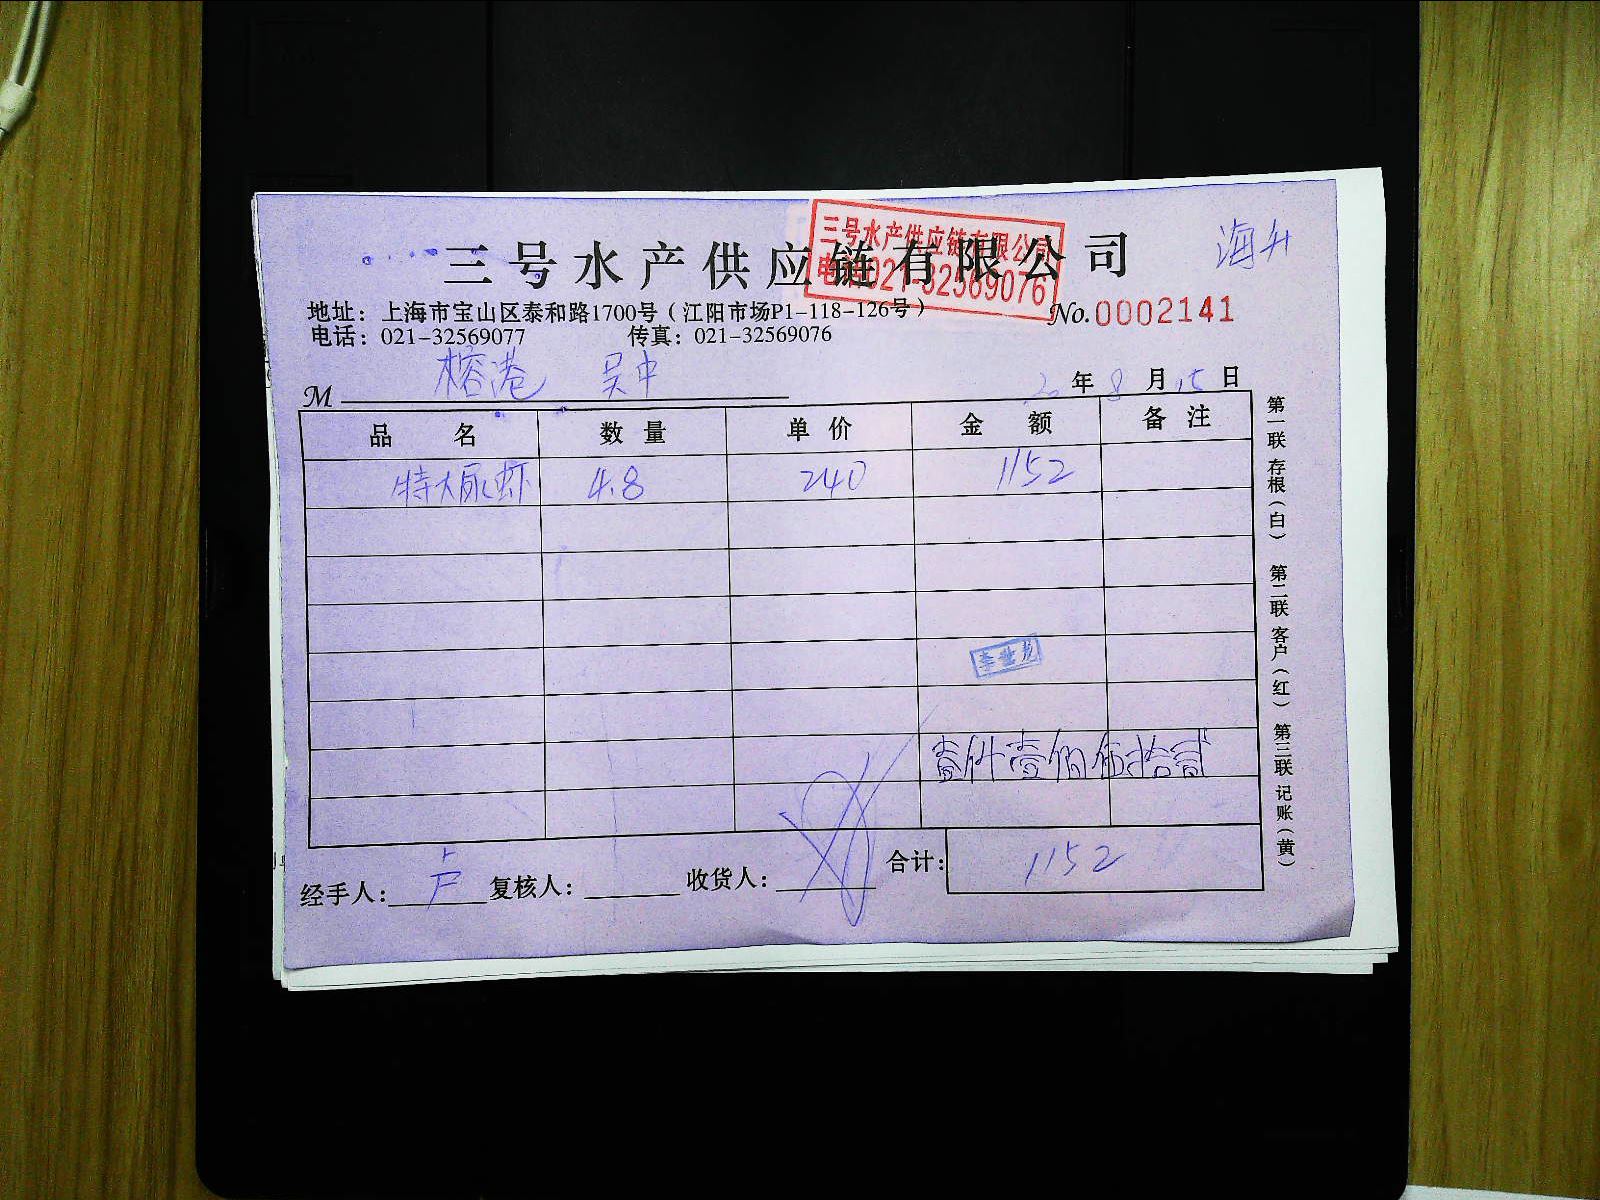 三号水产供应链有限公司
三号水产供应链有限公司
电话:021-32569076
海升
地址：上海市宝山区泰和路1700号（江阳市场P1-118-126号）
No.0002141
电话：021-32569077 传真：021-32569076
M 榕港 吴中
20年8月15日
品名 数量 单价 金额 备注
特大瓦虾 4.8 240 1152
壹仟壹佰伍拾贰
经手人：卢 复核人： 收货人： 合计：1152
第一联 存根（白） 第二联 客户（红） 第三联 记账（黄）